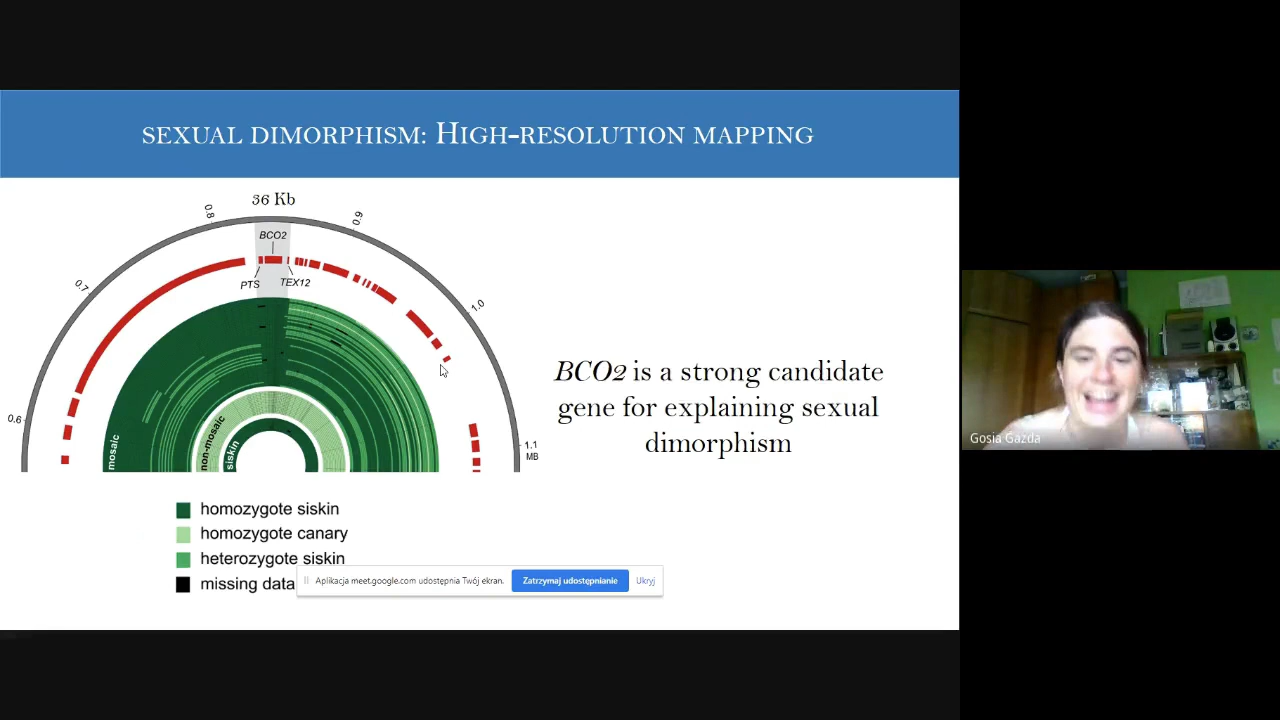 SEXUAL DIMORPHISM: HIGH-RESOLUTION MAPPING
36 Kb
0.8
0.9
BCO2
PTS
TEX12
0.7
1.0
0.6
1.1
MB
mosaic
non-mosaic
siskin
BCO2 is a strong candidate
gene for explaining sexual
dimorphism
homozygote siskin
homozygote canary
heterozygote siskin
missing data
Aplikacja meet.google.com udostępnia Twój ekran.
Zatrzymaj udostępnianie
Ukryj
Gosia Gazda